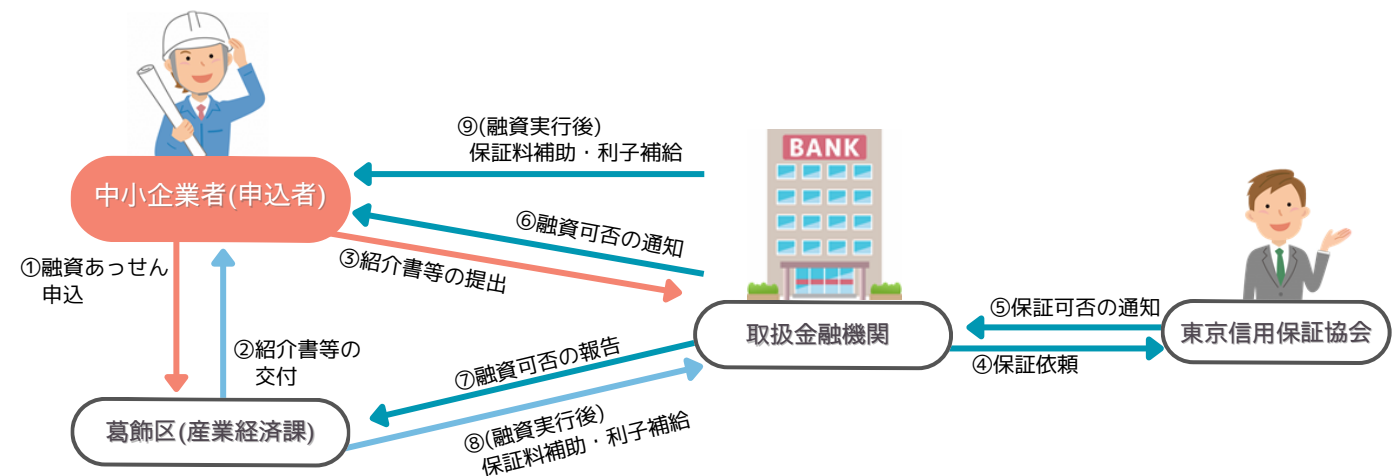 ⑨(融資実行後)
保証料補助・利子補給
BANK
中小企業者(申込者)
⑥融資可否の通知
③紹介書等の提出
①融資あっせん
申込
②紹介書等の
交付
⑤保証可否の通知
取扱金融機関
東京信用保証協会
④保証依頼
⑦融資可否の報告
⑧(融資実行後)
保証料補助・利子補給
葛飾区(産業経済課)